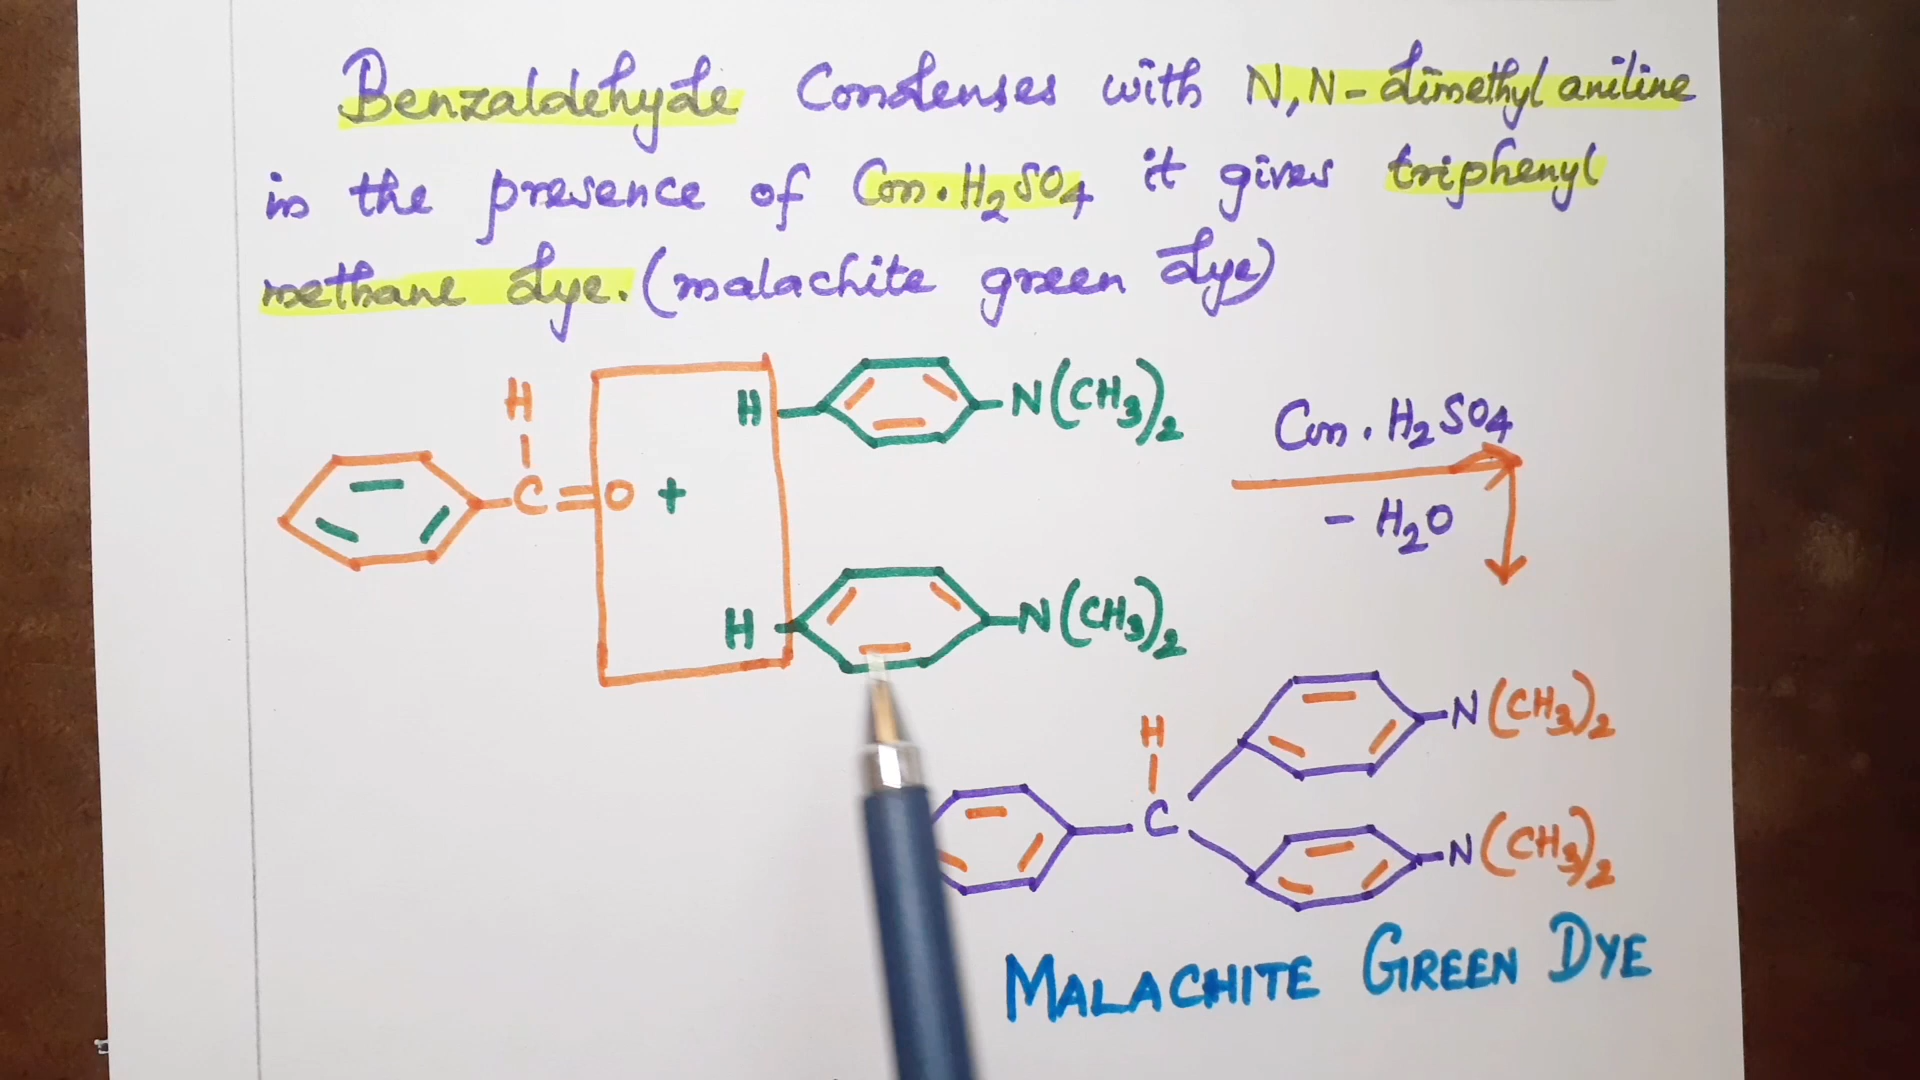 Benzaldehyde Condenses with N,N-dimethyl aniline
in the presence of Con. H2SO4 it gives triphenyl
methane dye. (malachite green dye)
H
H N(CH3)2
C=O +
Con. H2SO4
- H2O
H N(CH3)2
H
N(CH3)2
C
N(CH3)2
MALACHITE GREEN DYE